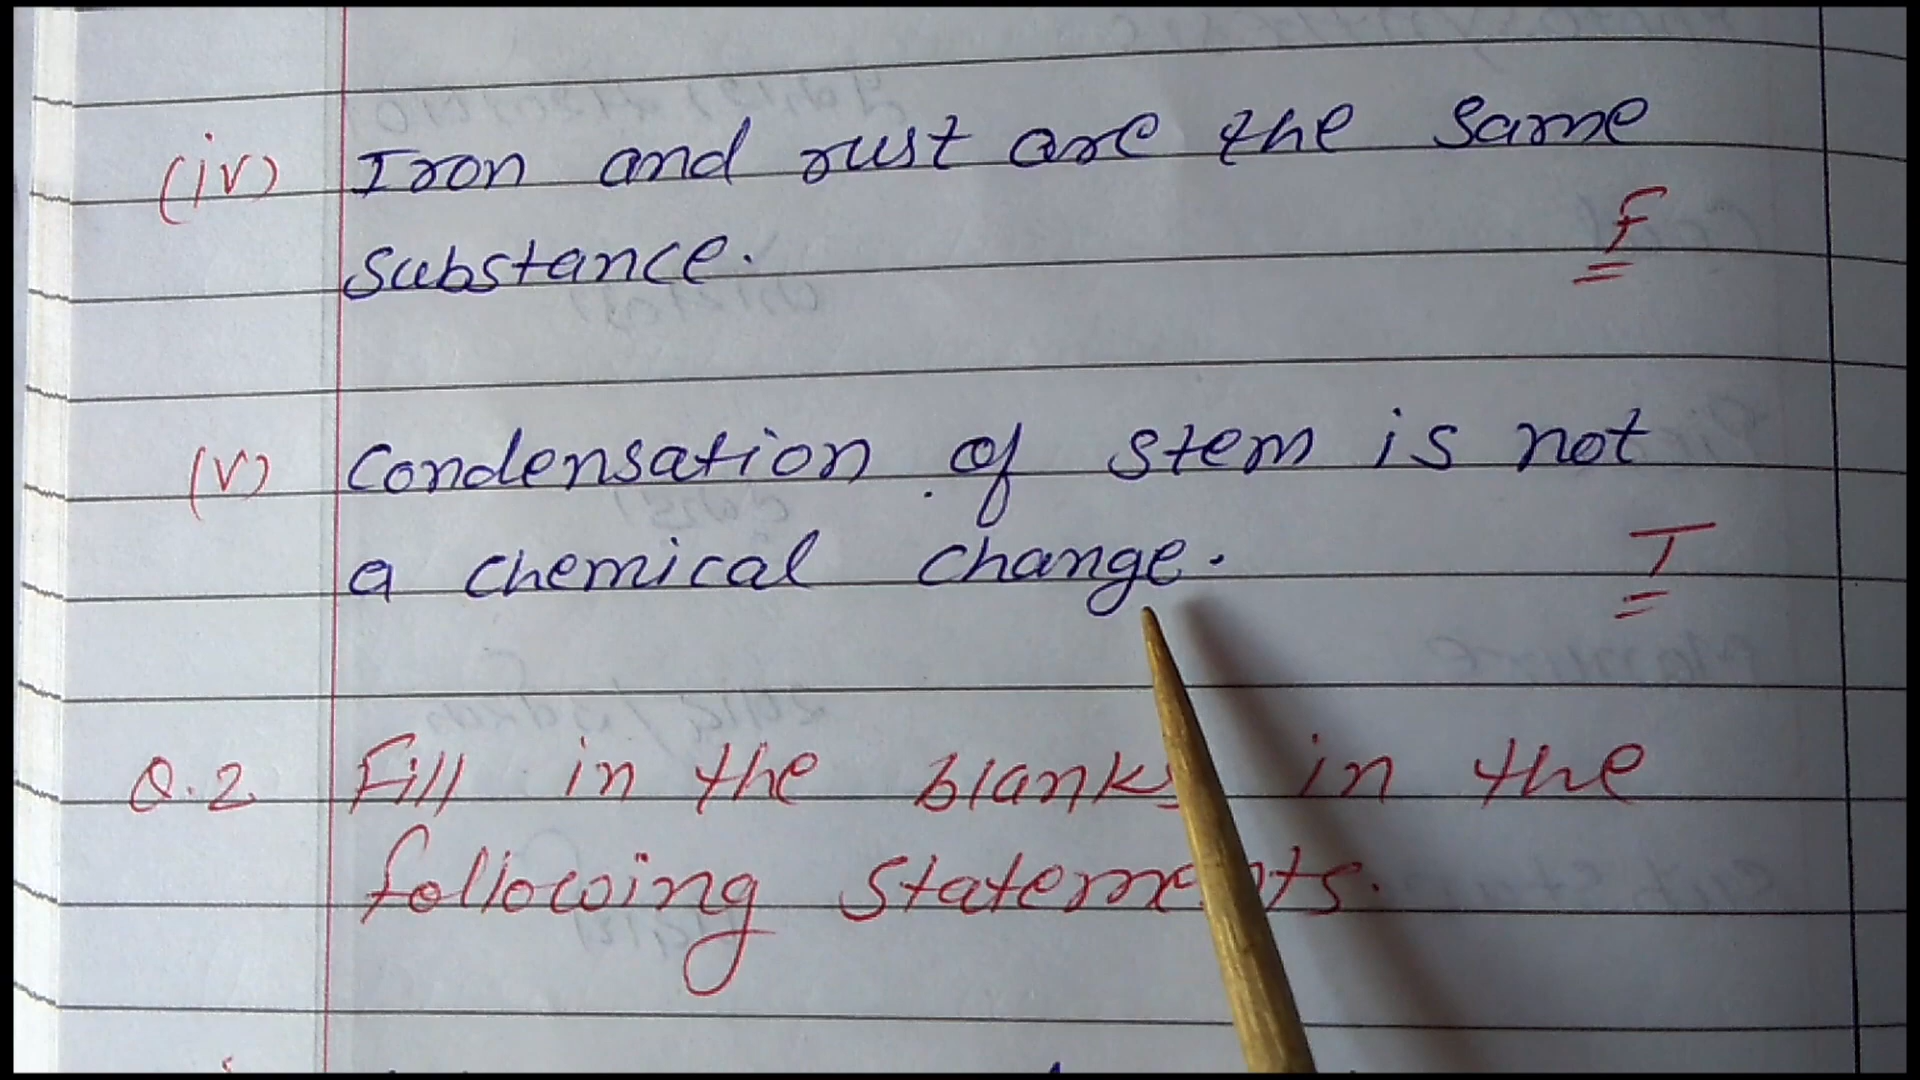 (iv) Iron and rust are the same
substance. F
(v) Condensation of stem is not
a chemical change. T
Q.2 Fill in the blanks in the
following statements.